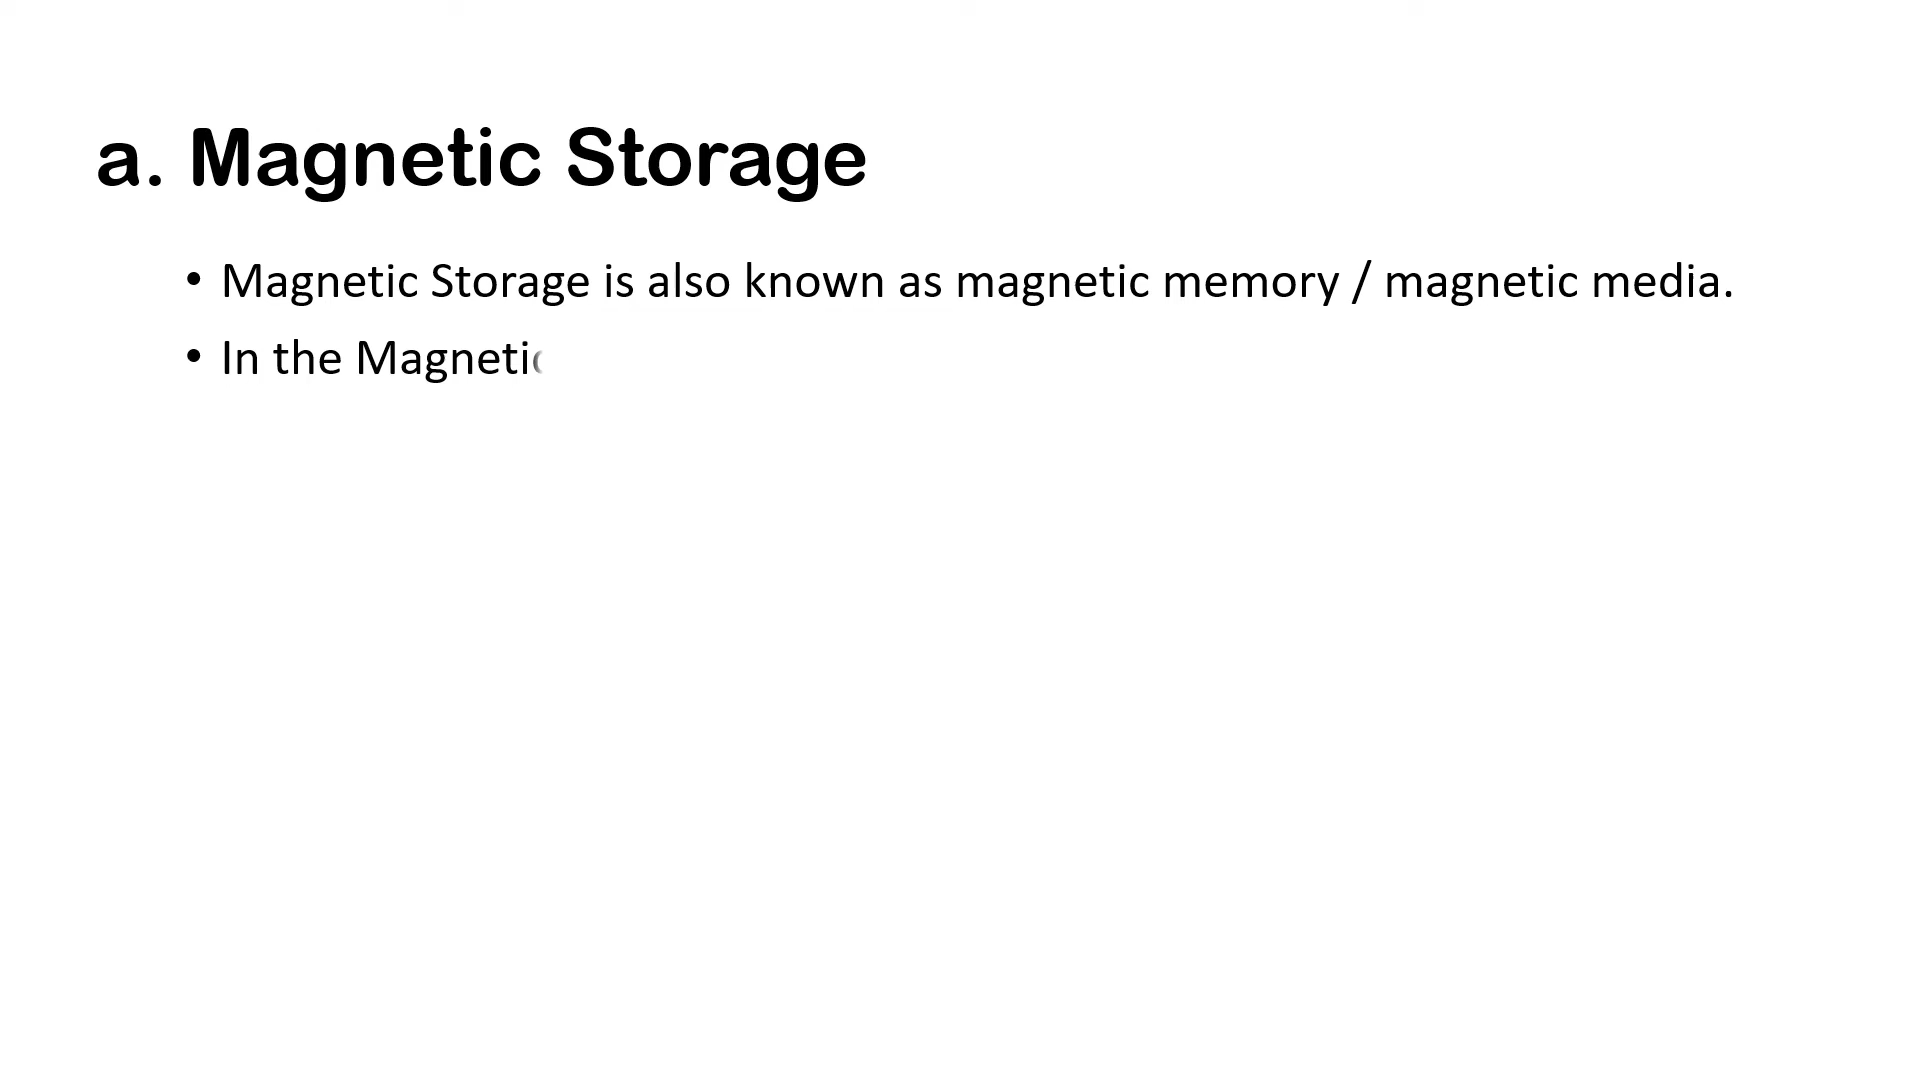 a. Magnetic Storage
• Magnetic Storage is also known as magnetic memory / magnetic media.
• In the Magnetic